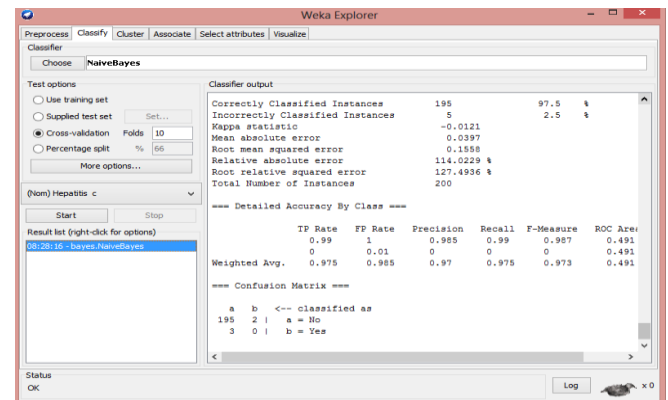 Weka Explorer
Preprocess Classify Cluster Associate Select attributes Visualize
Classifier
Choose NaiveBayes
Test options
Use training set
Supplied test set Set...
Cross-validation Folds 10
Percentage split % 66
More options...
(Nom) Hepatitis c
Start Stop
Result list (right-click for options)
08:28:16 - bayes.NaiveBayes
Classifier output
Correctly Classified Instances 195 97.5 %
Incorrectly Classified Instances 5 2.5 %
Kappa statistic -0.0121
Mean absolute error 0.0397
Root mean squared error 0.1558
Relative absolute error 114.0229 %
Root relative squared error 127.4936 %
Total Number of Instances 200
=== Detailed Accuracy By Class ===
TP Rate FP Rate Precision Recall F-Measure ROC Area
0.99 1 0.985 0.99 0.987 0.491
0 0.01 0 0 0 0.491
Weighted Avg. 0.975 0.985 0.97 0.975 0.973 0.491
=== Confusion Matrix ===
a b <-- classified as
195 2 | a = No
3 0 | b = Yes
Status
OK
Log x 0